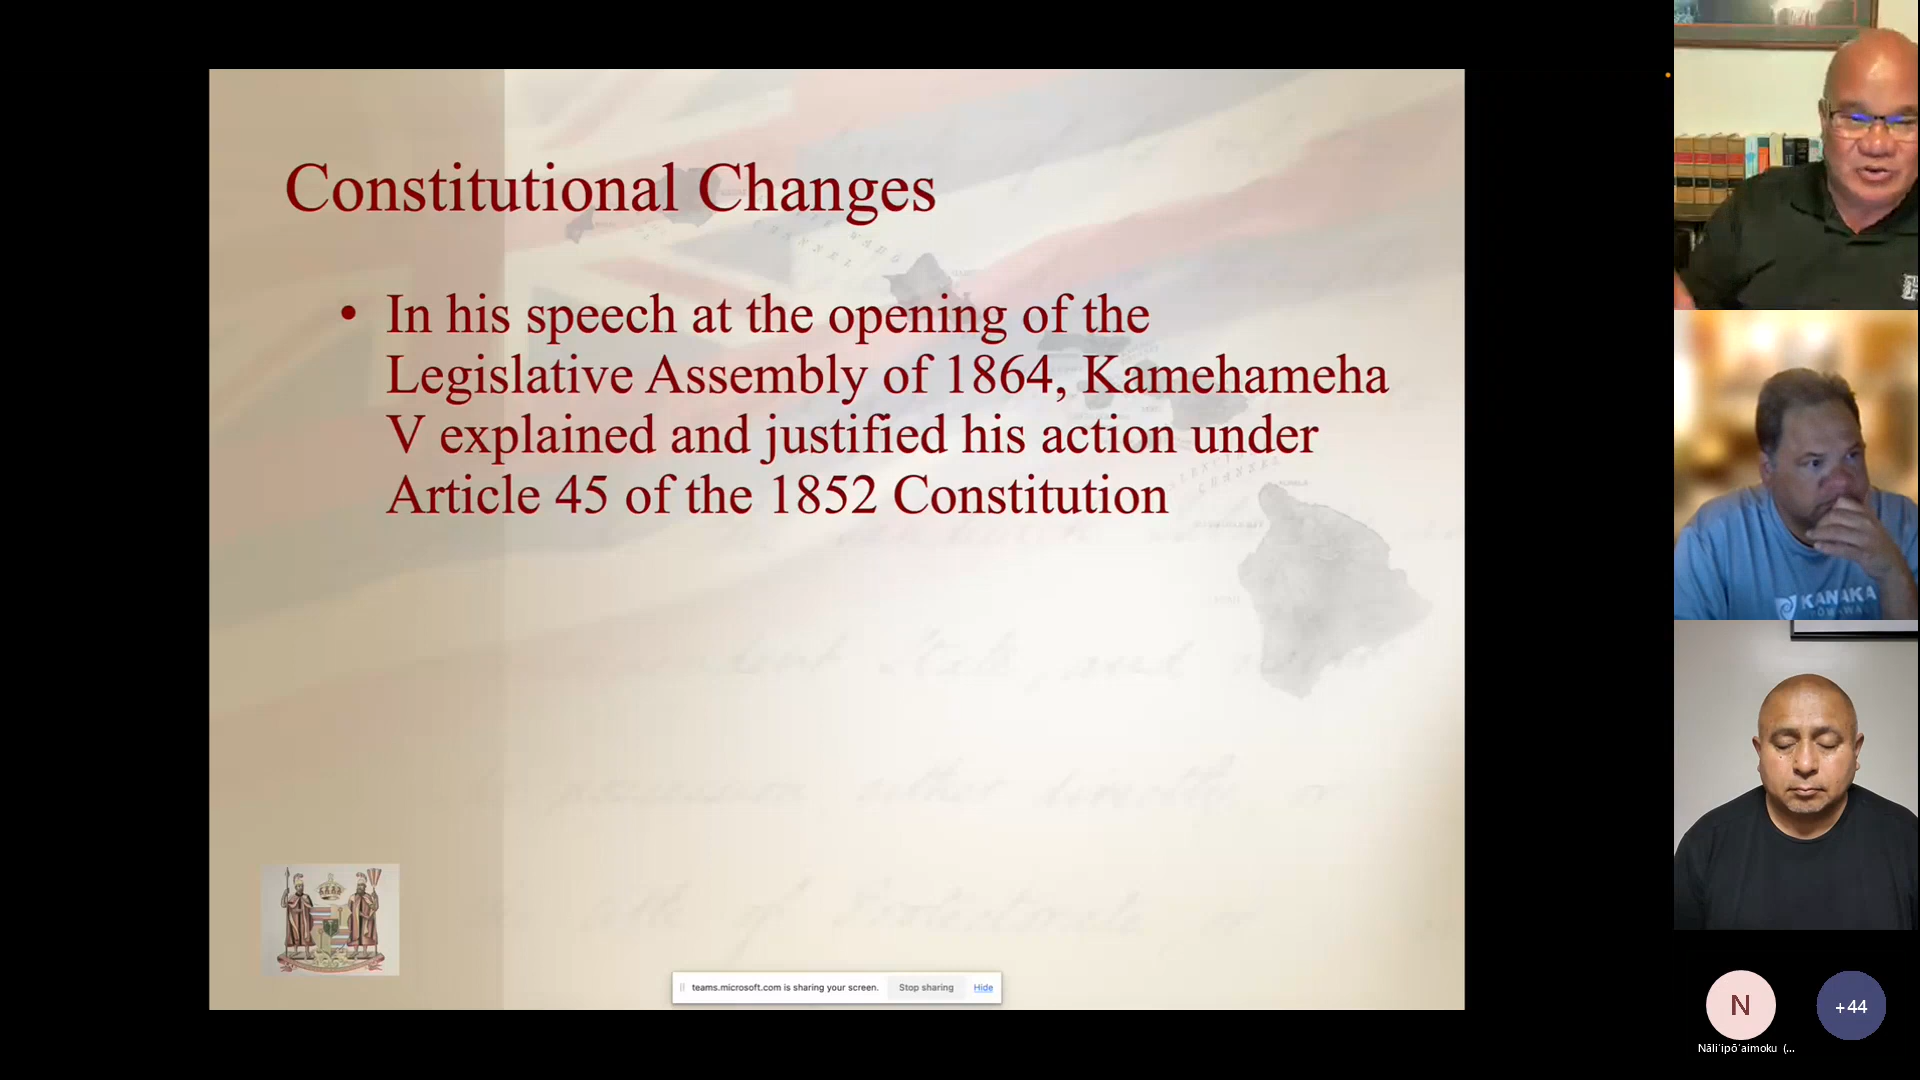 Constitutional Changes
• In his speech at the opening of the
Legislative Assembly of 1864, Kamehameha
V explained and justified his action under
Article 45 of the 1852 Constitution
teams.microsoft.com is sharing your screen. Stop sharing Hide
KANAKA
N
+44
Nāliʻipōʻaimoku (...